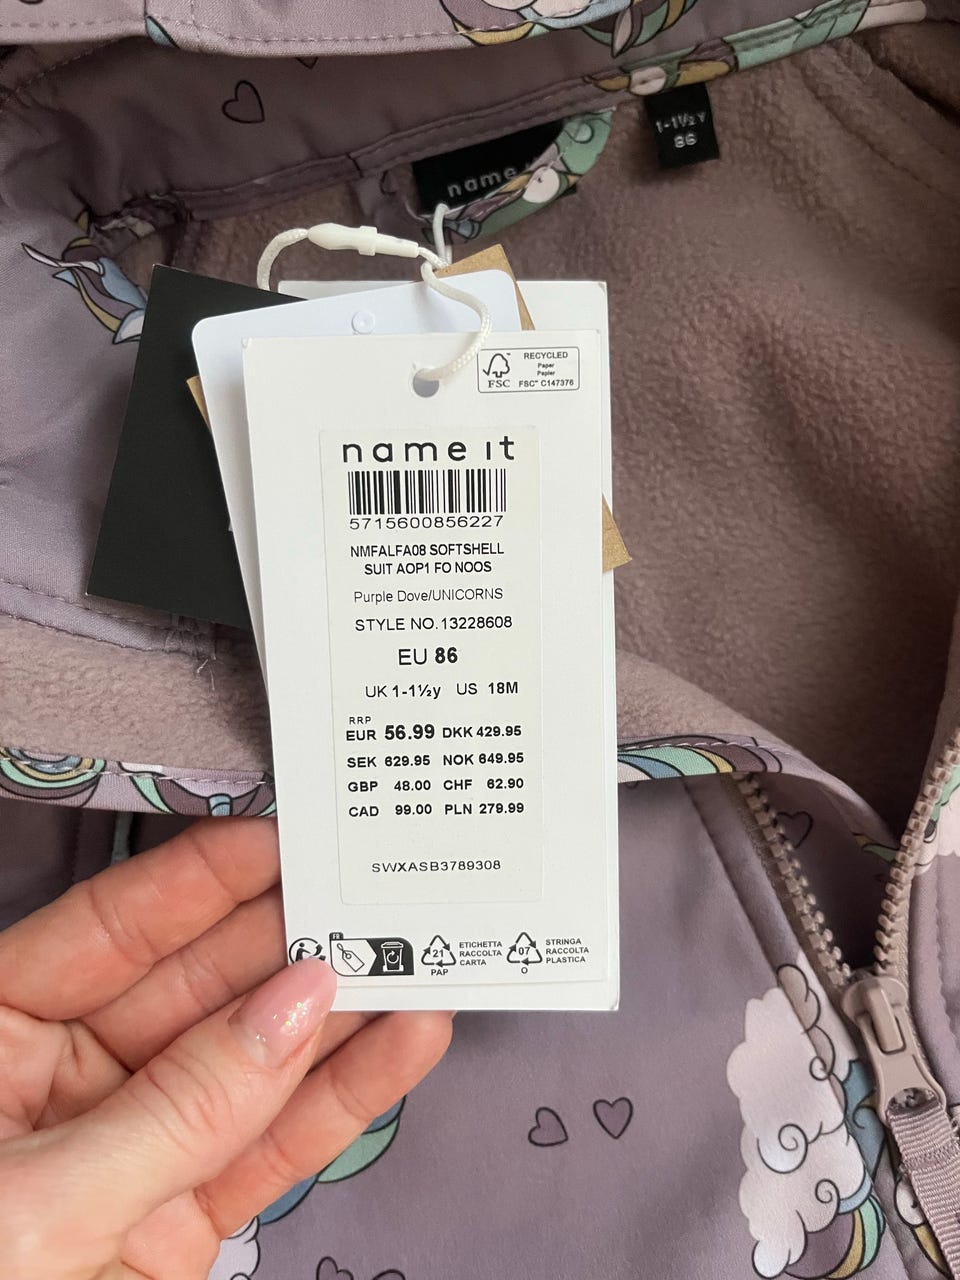 1-1½ Y
86
name
RECYCLED
Paper
Papier
FSC
FSC™ C147376
name it
5715600856227
NMFALFA08 SOFTSHELL
SUIT AOP1 FO NOOS
Purple Dove/UNICORNS
STYLE NO.13228608
EU 86
UK 1-1½y US 18M
RRP
EUR 56.99 DKK 429.95
SEK 629.95 NOK 649.95
GBP 48.00 CHF 62.90
CAD 99.00 PLN 279.99
SWXASB3789308
FR
21
PAP
ETICHETTA
RACCOLTA
CARTA
07
O
STRINGA
RACCOLTA
PLASTICA